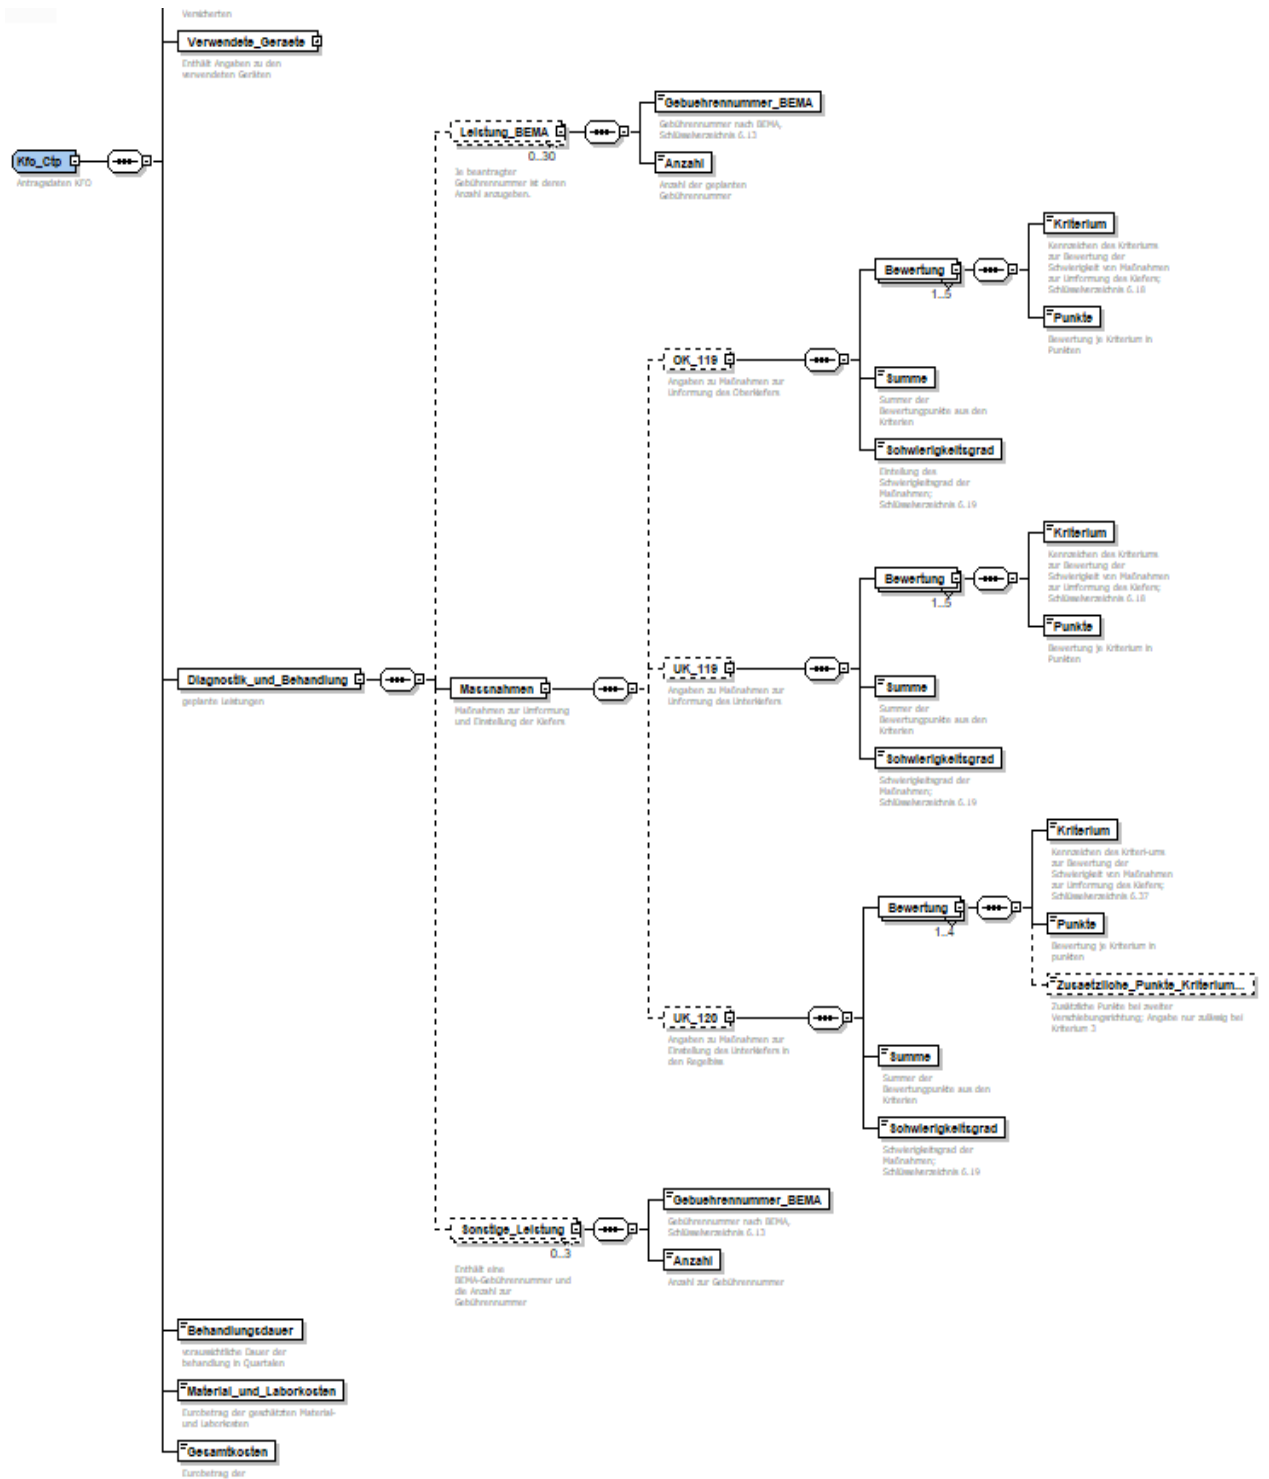 Versicherten
Verwendete_Geraete
Enthält Angaben zu den
verwendeten Geräten
Leistung_BEMA
0..30
Je beantragter
Gebührennummer ist deren
Anzahl anzugeben.
Gebuehrennummer_BEMA
Gebührennummer nach BEMA,
Schlüsselverzeichnis 6.13
Anzahl
Anzahl der geplanten
Gebührennummer
Kfo_Ctp
Antragsdaten KFO
Kriterium
Kennzeichen des Kriteriums
zur Bewertung der
Schwierigkeit von Maßnahmen
zur Umformung des Kiefers;
Schlüsselverzeichnis 6.18
Bewertung
1..5
Punkte
Bewertung je Kriterium in
Punkten
OK_119
Angaben zu Maßnahmen zur
Unformung des Oberkiefers
Summe
Summer der
Bewertungpunkte aus den
Kriterien
Schwierigkeitsgrad
Eintellung des
Schwierigkeitsgrad der
Maßnahmen;
Schlüsselverzeichnis 6.19
Kriterium
Kennzeichen des Kriteriums
zur Bewertung der
Schwierigkeit von Maßnahmen
zur Umformung des Kiefers;
Schlüsselverzeichnis 6.18
Bewertung
1..5
Punkte
Bewertung je Kriterium in
Punkten
Diagnostik_und_Behandlung
geplante Leistungen
Massnahmen
Maßnahmen zur Umformung
und Einstellung der Kiefers
UK_119
Angaben zu Maßnahmen zur
Unformung des Unterkiefers
Summe
Summer der
Bewertungpunkte aus den
Kriterien
Schwierigkeitsgrad
Schwierigkeitsgrad der
Maßnahmen;
Schlüsselverzeichnis 6.19
Kriterium
Kennzeichen des Kriteri-ums
zur Bewertung der
Schwierigkeit von Maßnahmen
zur Umformung des Kiefers;
Schlüsselverzeichnis 6.37
Bewertung
1..4
Punkte
Bewertung je Kriterium in
punkten
Zusaetzliche_Punkte_Kriterium...
Zusätzliche Punkte bei zweiter
Verschiebungsrichtung; Angabe nur zulässig bei
Kriterium 3
UK_120
Angaben zu Maßnahmen zur
Einstellung des Unterkiefers in
den Regelbiss
Summe
Summer der
Bewertungpunkte aus den
Kriterien
Schwierigkeitsgrad
Schwierigkeitsgrad der
Maßnahmen;
Schlüsselverzeichnis 6.19
Sonstige_Leistung
0..3
Enthält eine
BEMA-Gebührennummer und
die Anzahl zur
Gebührennummer
Gebuehrennummer_BEMA
Gebührennummer nach BEMA,
Schlüsselverzeichnis 6.13
Anzahl
Anzahl zur Gebührennummer
Behandlungsdauer
voraussichtliche Dauer der
behandlung in Quartalen
Material_und_Laborkosten
Eurobetrag der geschätzten Material-
und Laborkosten
Gesamtkosten
Eurobetrag der